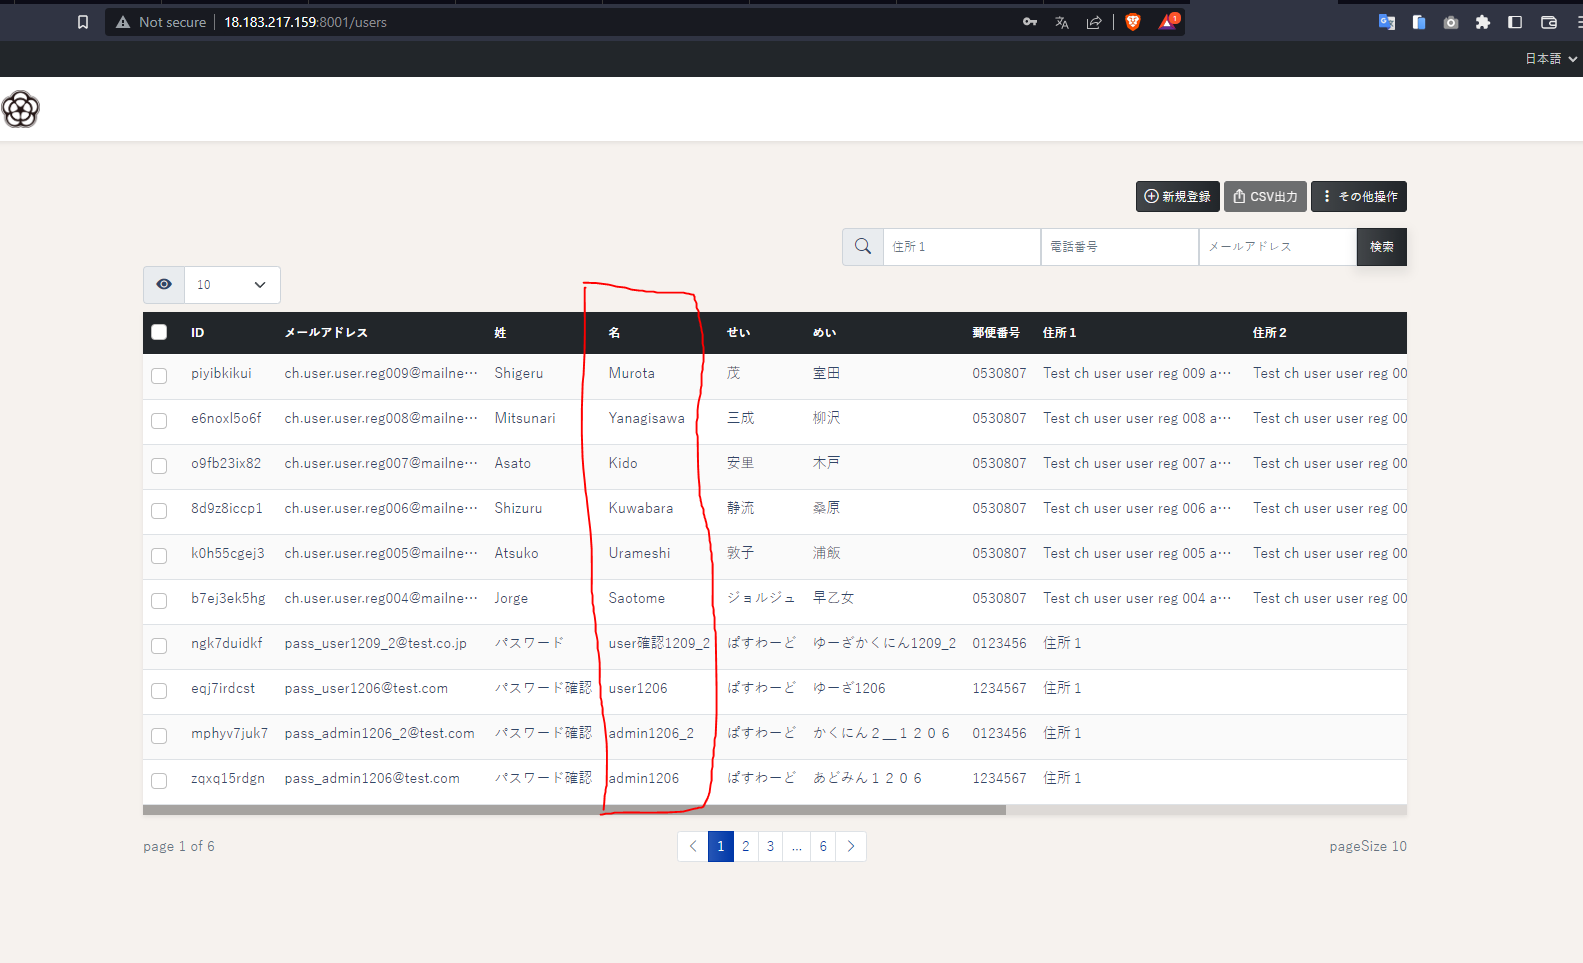 Not secure 18.183.217.159:8001/users 1
日本語
新規登録 CSV出力 その他操作
住所１ 電話番号 メールアドレス 検索
10
ID メールアドレス 姓 名 せい めい 郵便番号 住所１ 住所２
piyibkikui ch.user.user.reg009@mailne… Shigeru Murota 茂 室田 0530807 Test ch user user reg 009 a… Test ch user user reg 00
e6noxl5o6f ch.user.user.reg008@mailne… Mitsunari Yanagisawa 三成 柳沢 0530807 Test ch user user reg 008 a… Test ch user user reg 00
o9fb23ix82 ch.user.user.reg007@mailne… Asato Kido 安里 木戸 0530807 Test ch user user reg 007 a… Test ch user user reg 00
8d9z8iccp1 ch.user.user.reg006@mailne… Shizuru Kuwabara 静流 桑原 0530807 Test ch user user reg 006 a… Test ch user user reg 00
k0h55cgej3 ch.user.user.reg005@mailne… Atsuko Urameshi 敦子 浦飯 0530807 Test ch user user reg 005 a… Test ch user user reg 00
b7ej3ek5hg ch.user.user.reg004@mailne… Jorge Saotome ジョルジュ 早乙女 0530807 Test ch user user reg 004 a… Test ch user user reg 00
ngk7duidkf pass_user1209_2@test.co.jp パスワード user確認1209_2 ぱすわーど ゆーざかくにん1209_2 0123456 住所１
eqj7irdcst pass_user1206@test.com パスワード確認 user1206 ぱすわーど ゆーざ1206 1234567 住所１
mphyv7juk7 pass_admin1206_2@test.com パスワード確認 admin1206_2 ぱすわーど かくにん２＿１２０６ 0123456 住所１
zqxq15rdgn pass_admin1206@test.com パスワード確認 admin1206 ぱすわーど あどみん１２０６ 1234567 住所１
page 1 of 6 1 2 3 ... 6 pageSize 10